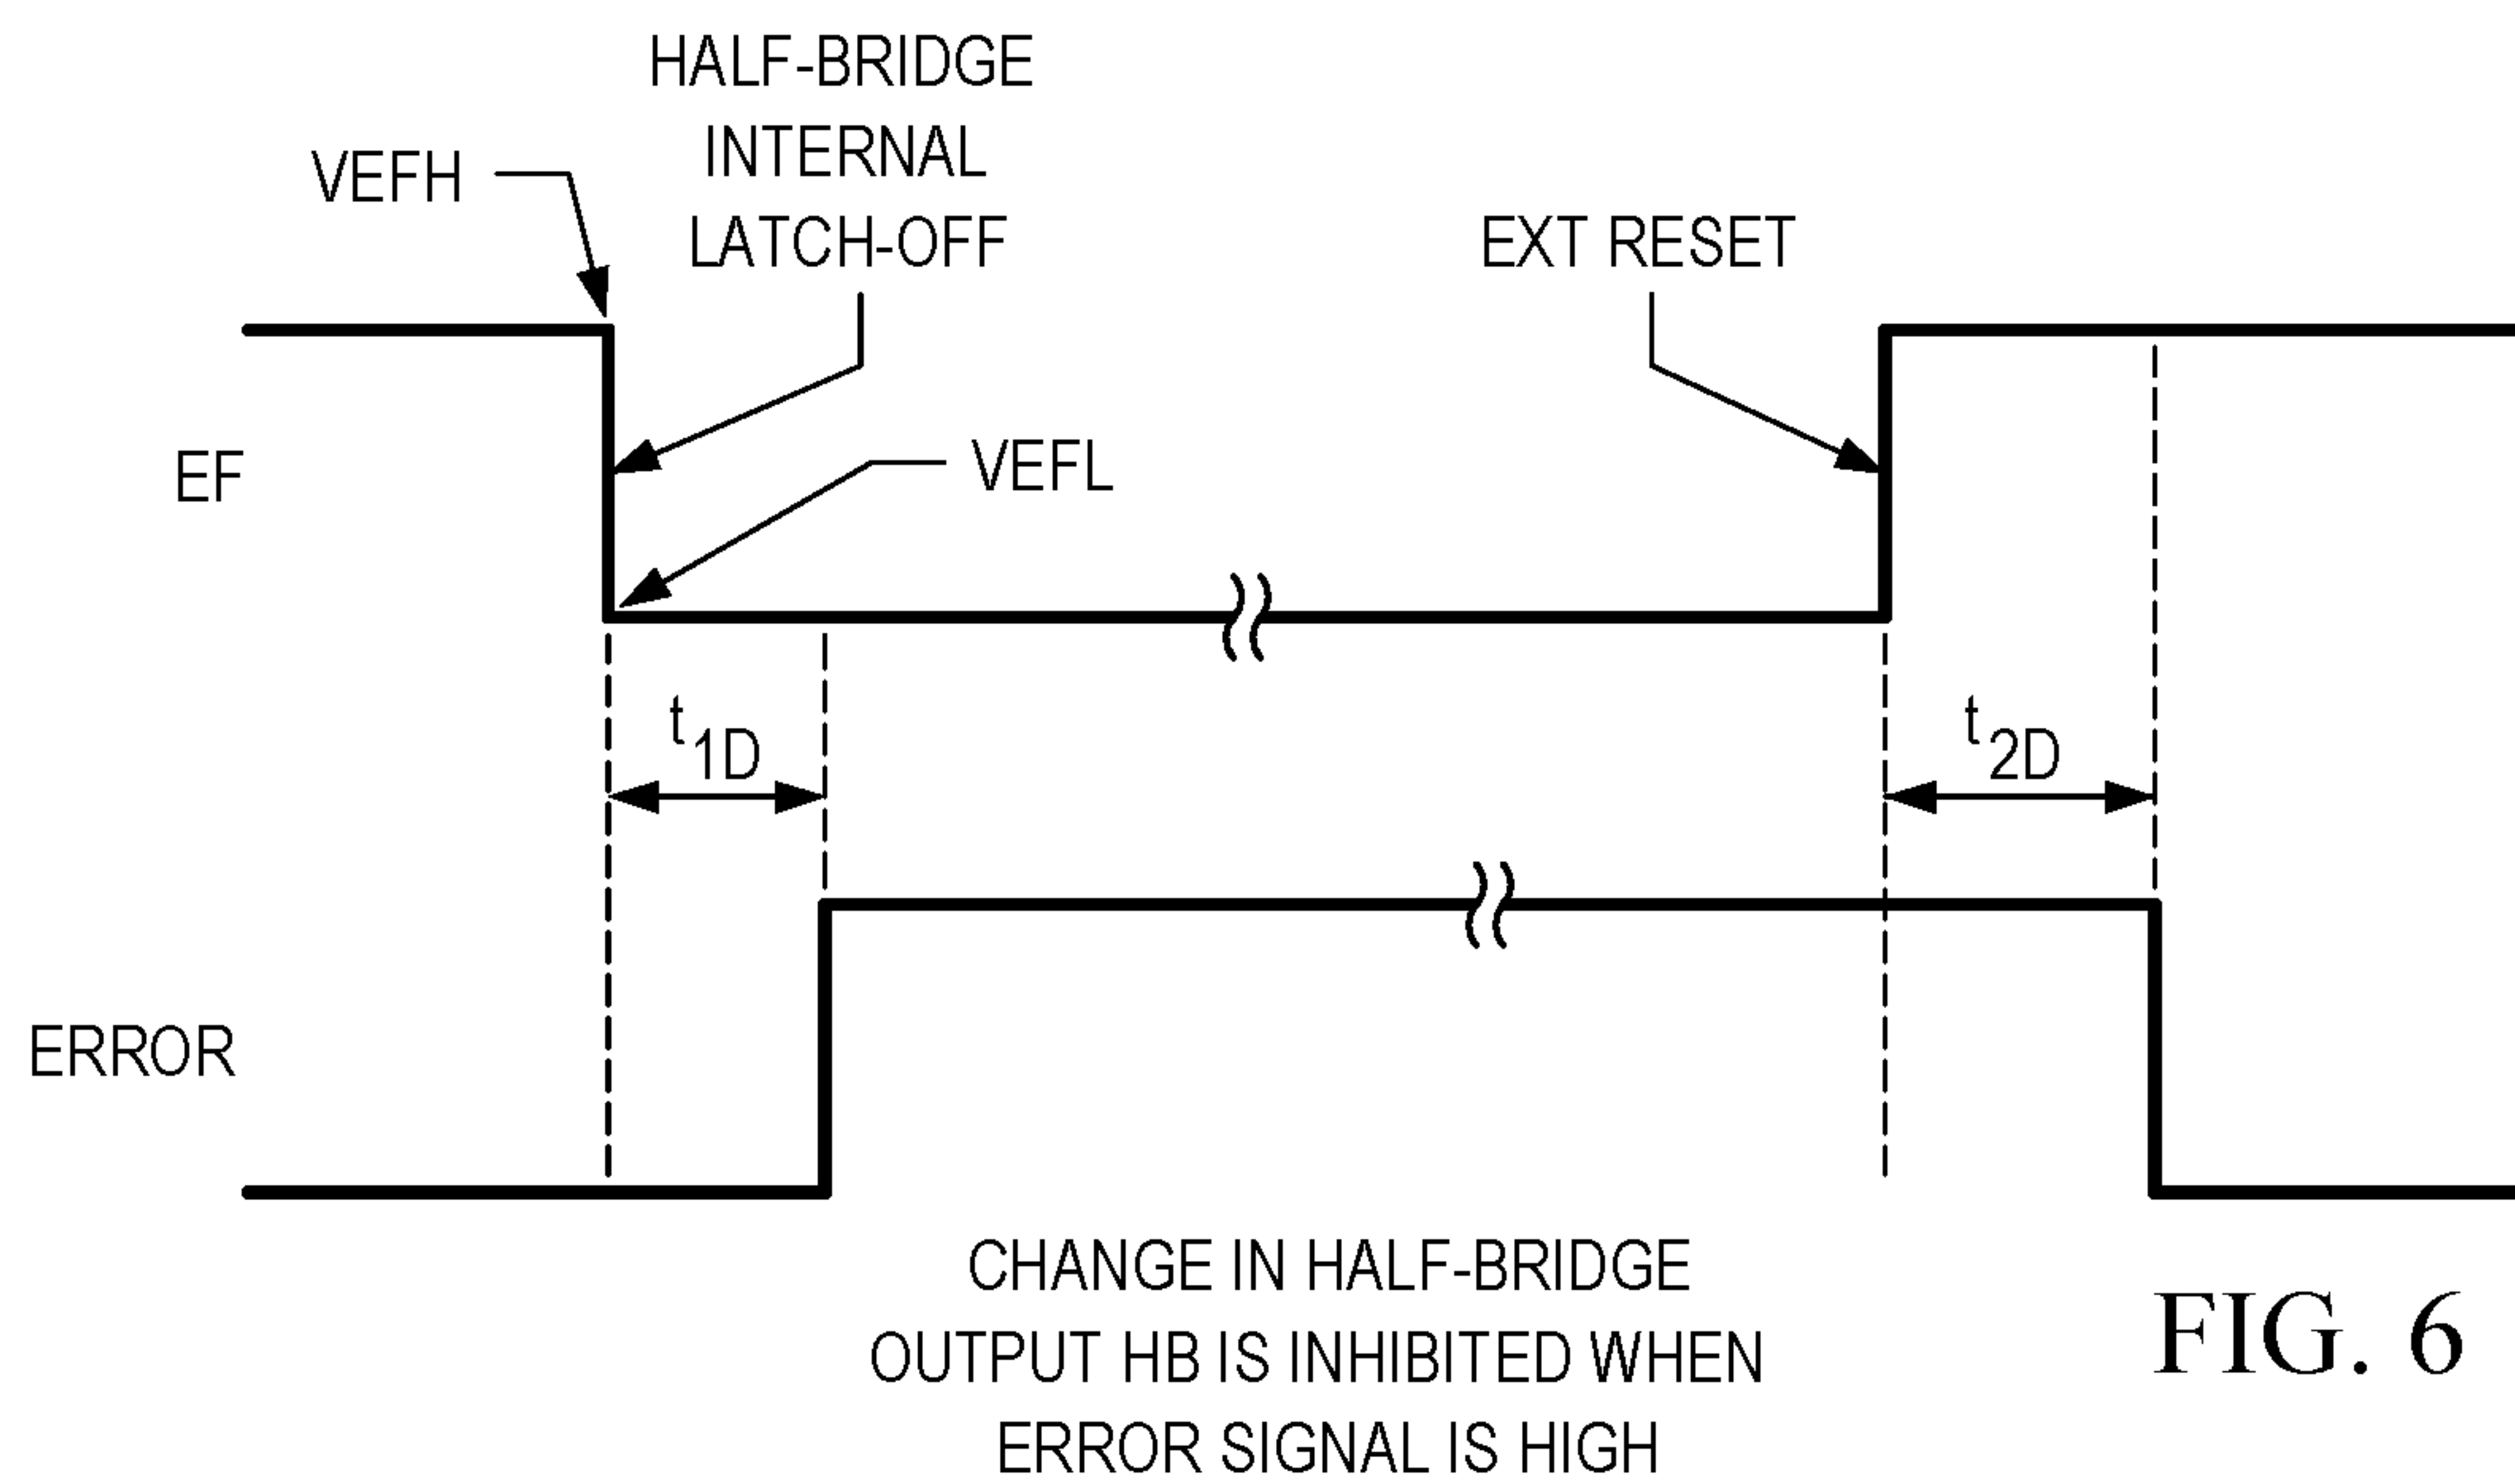 HALF-BRIDGE
INTERNAL
LATCH-OFF
VEFH
EXT RESET
EF
VEFL
t1D
t2D
ERROR
CHANGE IN HALF-BRIDGE
OUTPUT HB IS INHIBITED WHEN
ERROR SIGNAL IS HIGH
FIG. 6